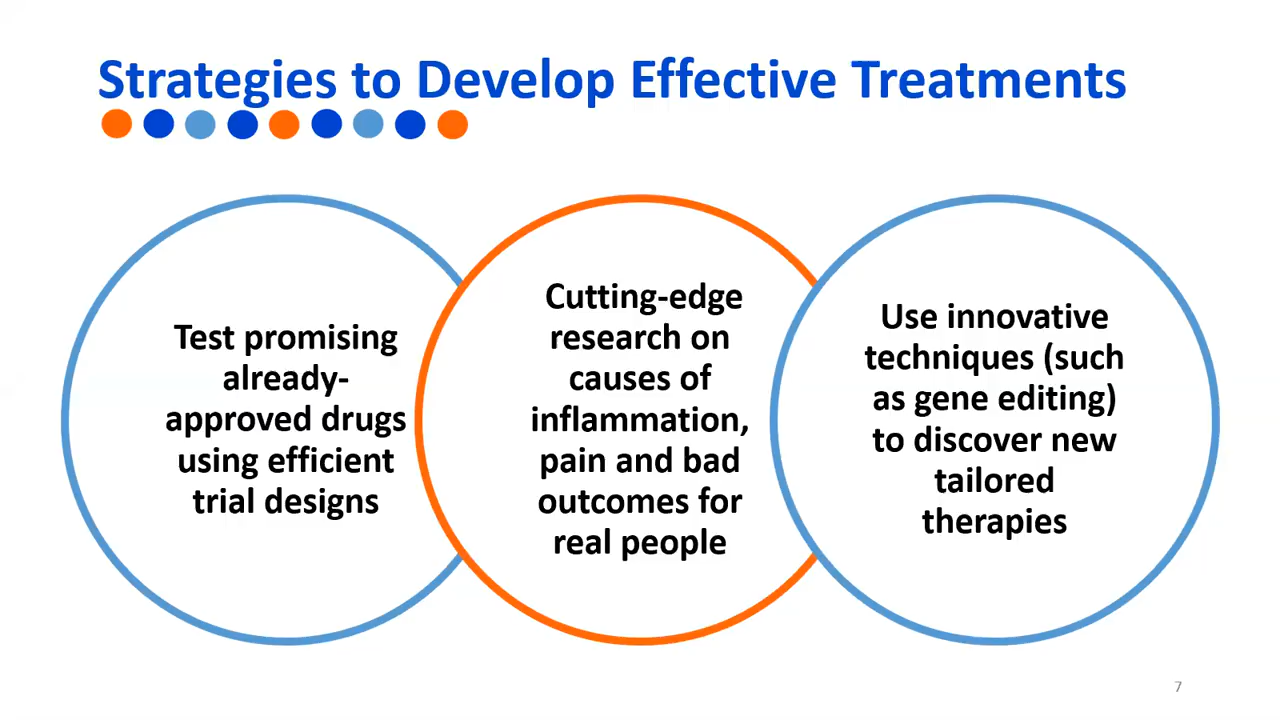 Strategies to Develop Effective Treatments
Test promising
already-
approved drugs
using efficient
trial designs
Cutting-edge
research on
causes of
inflammation,
pain and bad
outcomes for
real people
Use innovative
techniques (such
as gene editing)
to discover new
tailored
therapies
7